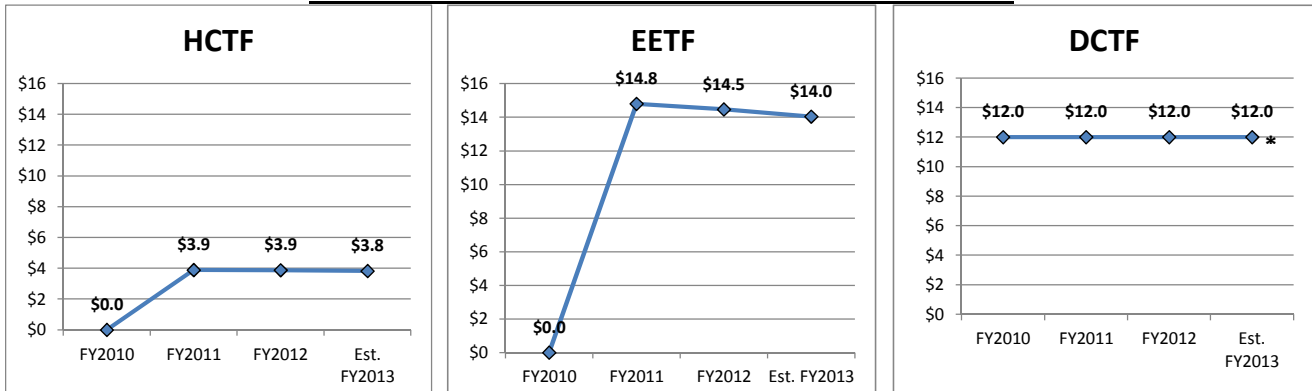 HCTF
$16
$14
$12
$10
$8
$6
$4
$2
$0
$0.0
$3.9
$3.9
$3.8
FY2010
FY2011
FY2012
Est.
FY2013
EETF
$16
$14
$12
$10
$8
$6
$4
$2
$0
$0.0
$14.8
$14.5
$14.0
FY2010
FY2011
FY2012
Est. FY2013
DCTF
$16
$14
$12
$10
$8
$6
$4
$2
$0
$12.0
$12.0
$12.0
$12.0
*
FY2010
FY2011
FY2012
Est.
FY2013